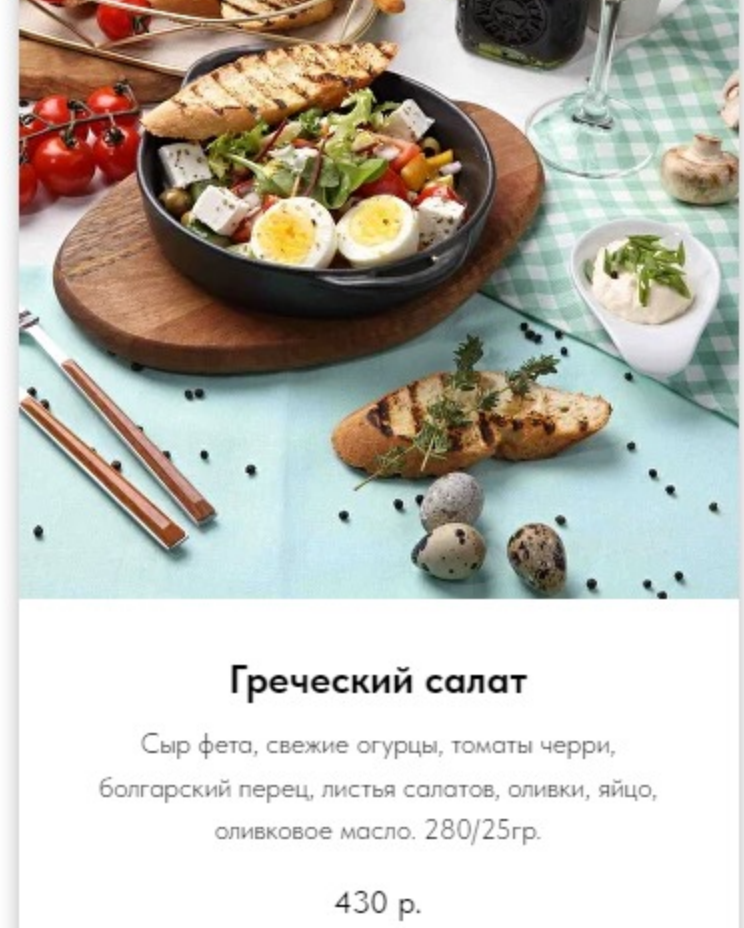 Греческий салат
Сыр фета, свежие огурцы, томаты черри,
болгарский перец, листья салатов, оливки, яйцо,
оливковое масло. 280/25гр.
430 р.